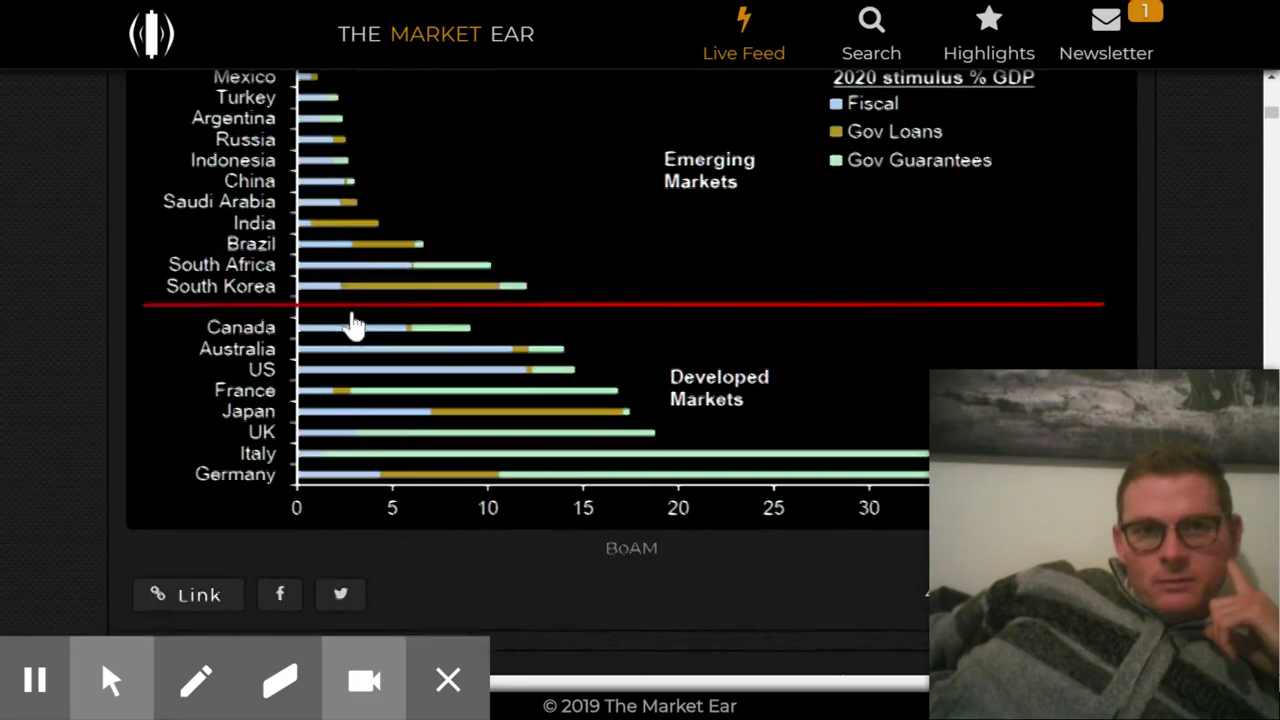 THE MARKET EAR
Live Feed
Search
Highlights
1
Newsletter
Mexico
Turkey
Argentina
Russia
Indonesia
China
Saudi Arabia
India
Brazil
South Africa
South Korea
2020 stimulus % GDP
Fiscal
Gov Loans
Gov Guarantees
Emerging
Markets
Canada
Australia
US
France
Japan
UK
Italy
Germany
Developed
Markets
0 5 10 15 20 25 30
BoAM
Link
© 2019 The Market Ear